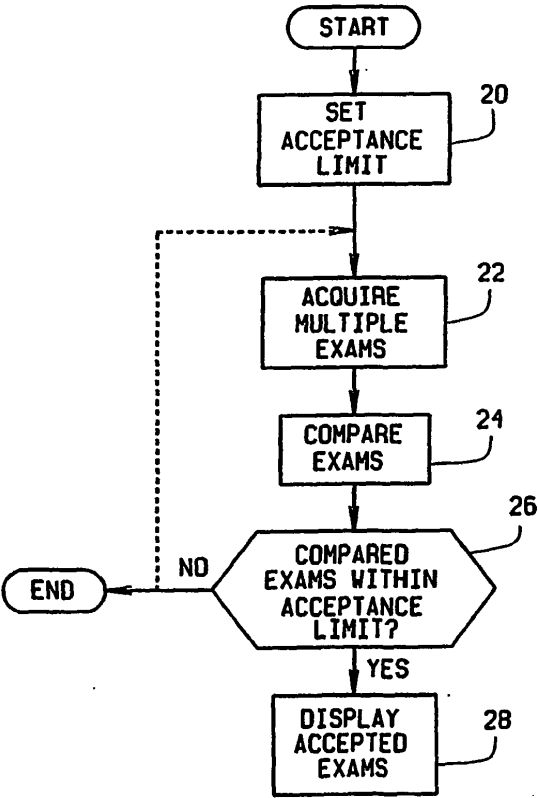 START
SET
ACCEPTANCE
LIMIT
20
ACQUIRE
MULTIPLE
EXAMS
22
COMPARE
EXAMS
24
COMPARED
EXAMS WITHIN
ACCEPTANCE
LIMIT?
26
NO
END
YES
DISPLAY
ACCEPTED
EXAMS
28